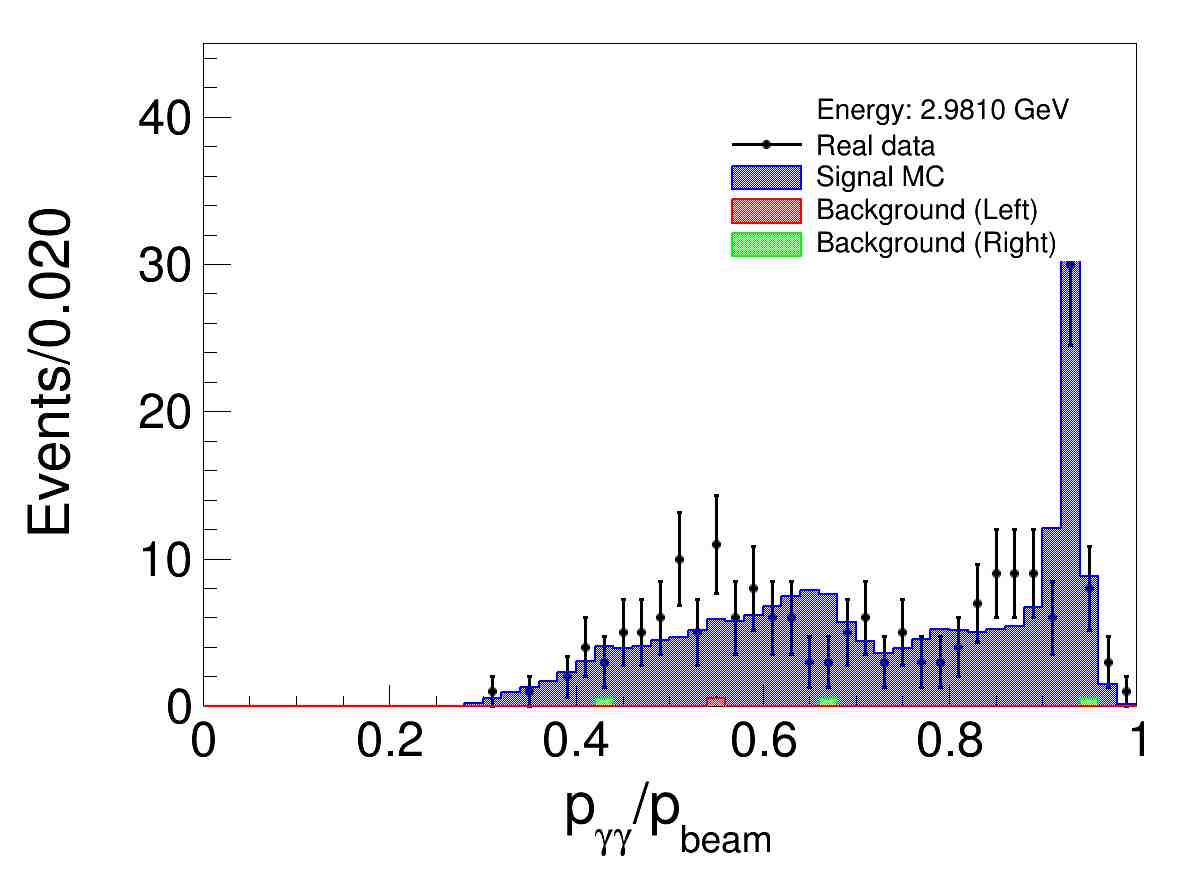 Energy: 2.9810 GeV
Real data
Signal MC
Background (Left)
Background (Right)
Events/0.020
40
30
20
10
0
0 0.2 0.4 0.6 0.8 1
pγγ/pbeam